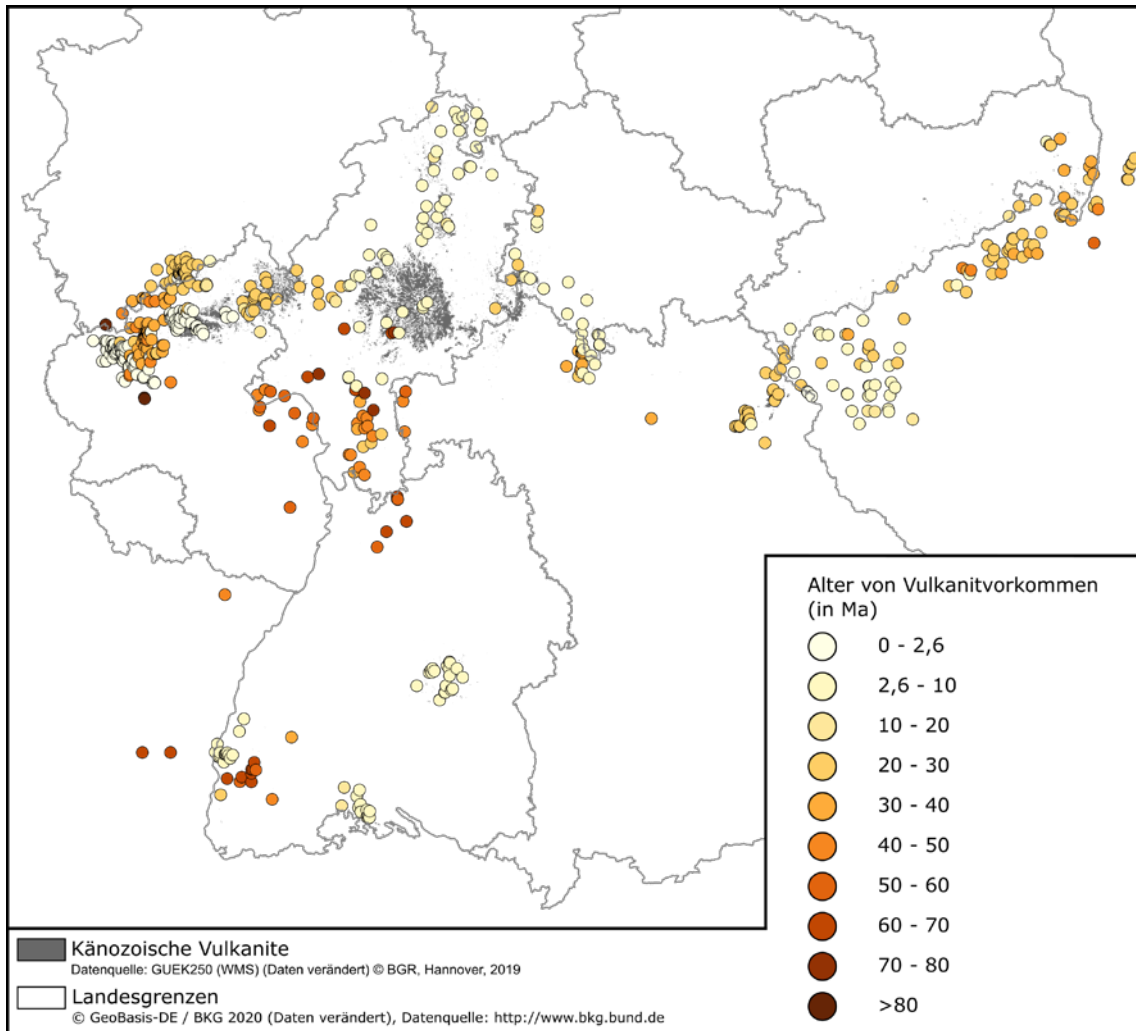 Alter von Vulkanitvorkommen
(in Ma)
0 - 2,6
2,6 - 10
10 - 20
20 - 30
30 - 40
40 - 50
50 - 60
60 - 70
70 - 80
>80
Känozoische Vulkanite
Datenquelle: GUEK250 (WMS) (Daten verändert) © BGR, Hannover, 2019
Landesgrenzen
© GeoBasis-DE / BKG 2020 (Daten verändert), Datenquelle: http://www.bkg.bund.de